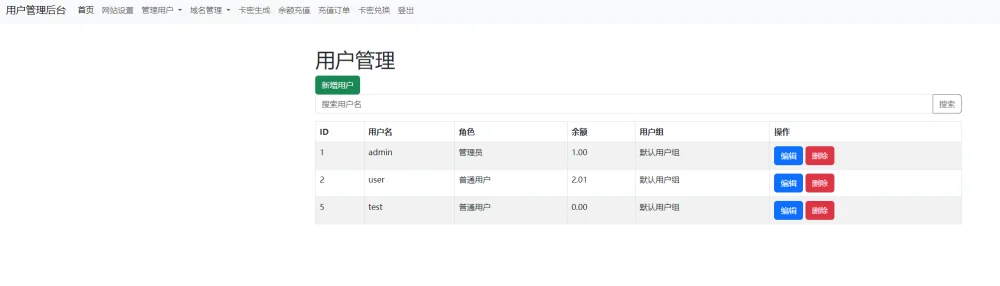 用户管理后台 首页 网站设置 管理用户 域名管理 卡密生成 余额充值 充值订单 卡密兑换 登出
用户管理
新增用户
搜索用户名 搜索
ID 用户名 角色 余额 用户组 操作
1 admin 管理员 1.00 默认用户组 编辑 删除
2 user 普通用户 2.01 默认用户组 编辑 删除
5 test 普通用户 0.00 默认用户组 编辑 删除